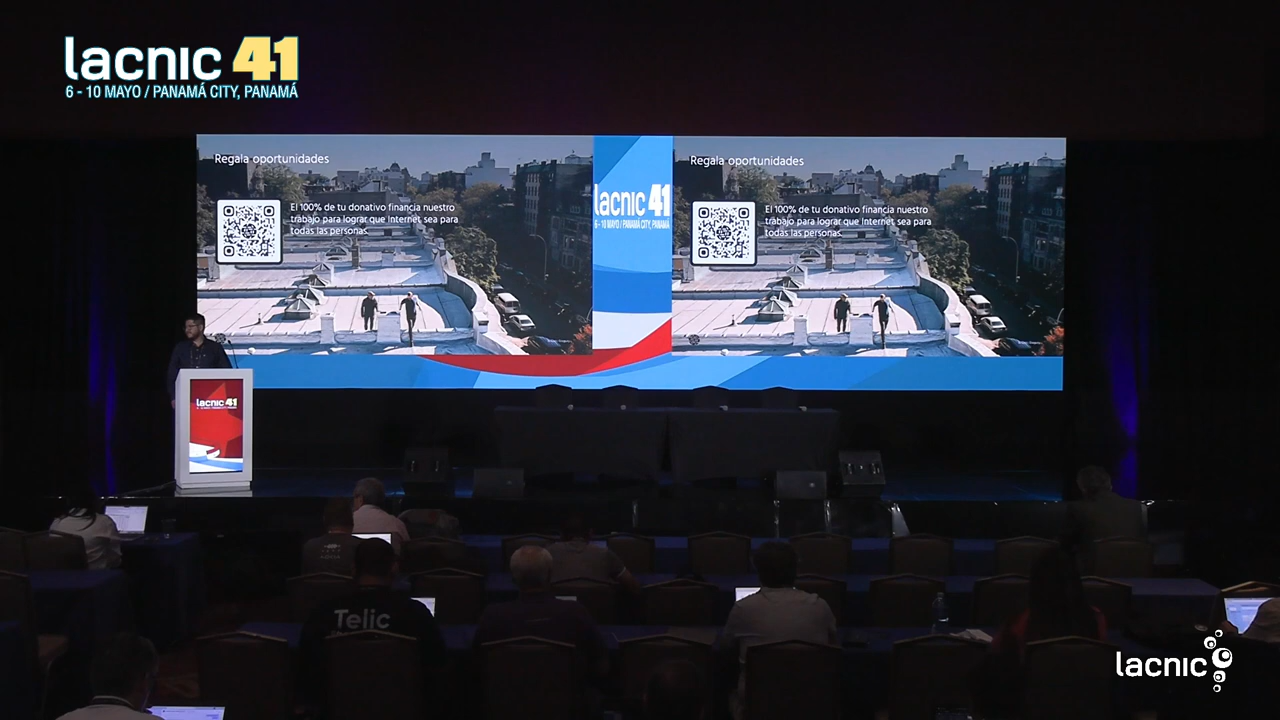 lacnic 41
6 - 10 MAYO / PANAMÁ CITY, PANAMÁ
Regala oportunidades
El 100% de tu donativo financia nuestro
trabajo para lograr que Internet sea para
todas las personas.
lacnic 41
6 - 10 MAYO / PANAMÁ CITY, PANAMÁ
Regala oportunidades
El 100% de tu donativo financia nuestro
trabajo para lograr que Internet sea para
todas las personas.
lacnic 41
Telic
lacnic